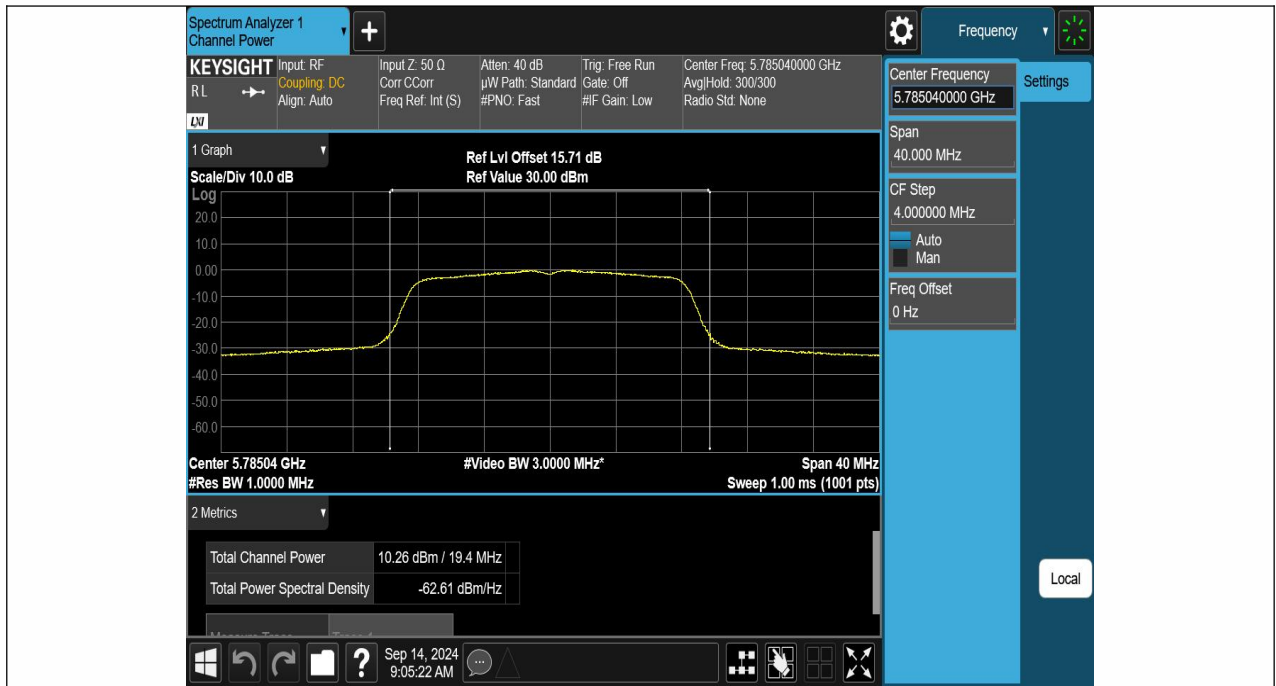 Spectrum Analyzer 1
Channel Power
Frequency
KEYSIGHT
R L
LXI
Input: RF
Coupling: DC
Align: Auto
Input Z: 50 Ω
Corr CCorr
Freq Ref: Int (S)
Atten: 40 dB
µW Path: Standard
#PNO: Fast
Trig: Free Run
Gate: Off
#IF Gain: Low
Center Freq: 5.785040000 GHz
Avg|Hold: 300/300
Radio Std: None
Center Frequency
5.785040000 GHz
Settings
Span
40.000 MHz
CF Step
4.000000 MHz
Auto
Man
Freq Offset
0 Hz
Local
1 Graph
Scale/Div 10.0 dB
Ref Lvl Offset 15.71 dB
Ref Value 30.00 dBm
Log
20.0
10.0
0.00
-10.0
-20.0
-30.0
-40.0
-50.0
-60.0
Center 5.78504 GHz
#Video BW 3.0000 MHz*
Span 40 MHz
#Res BW 1.0000 MHz
Sweep 1.00 ms (1001 pts)
2 Metrics
Total Channel Power 10.26 dBm / 19.4 MHz
Total Power Spectral Density -62.61 dBm/Hz
?
Sep 14, 2024
9:05:22 AM